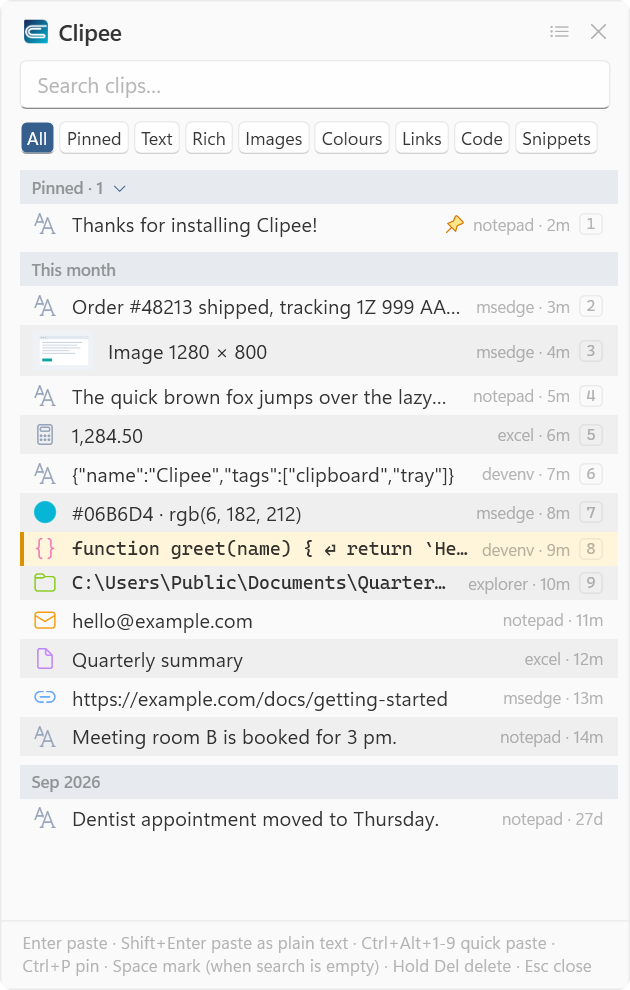 Clipee
Search clips...
All Pinned Text Rich Images Colours Links Code Snippets
Pinned · 1
Thanks for installing Clipee! notepad · 2m 1
This month
Order #48213 shipped, tracking 1Z 999 AA... msedge · 3m 2
Image 1280 × 800 msedge · 4m 3
The quick brown fox jumps over the lazy... notepad · 5m 4
1,284.50 excel · 6m 5
{"name":"Clipee","tags":["clipboard","tray"]} devenv · 7m 6
#06B6D4 · rgb(6, 182, 212) msedge · 8m 7
function greet(name) { ↵ return `He... devenv · 9m 8
C:\Users\Public\Documents\Quarter... explorer · 10m 9
hello@example.com notepad · 11m
Quarterly summary excel · 12m
https://example.com/docs/getting-started msedge · 13m
Meeting room B is booked for 3 pm. notepad · 14m
Sep 2026
Dentist appointment moved to Thursday. notepad · 27d
Enter paste · Shift+Enter paste as plain text · Ctrl+Alt+1-9 quick paste ·
Ctrl+P pin · Space mark (when search is empty) · Hold Del delete · Esc close